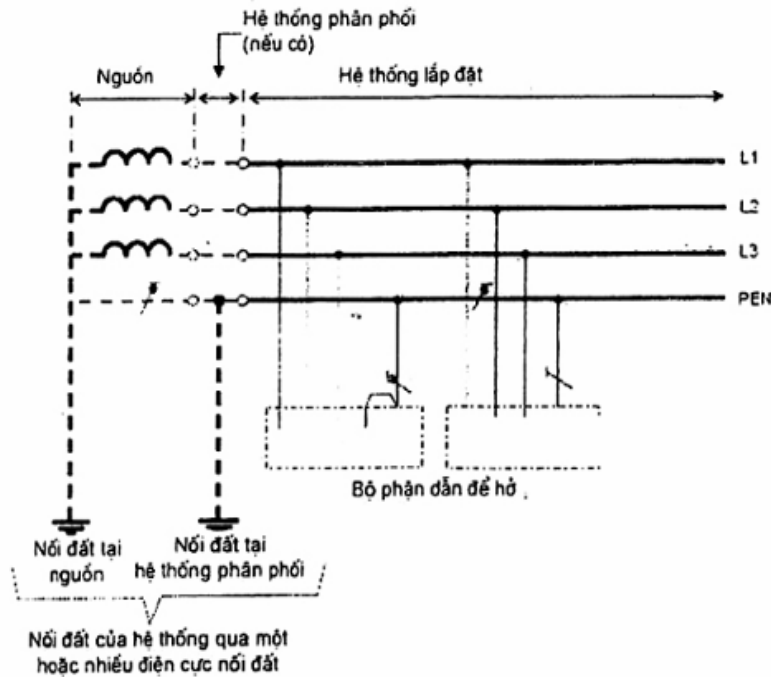 Hệ thống phân phối
(nếu có)
Nguồn
Hệ thống lắp đặt
L1
L2
L3
PEN
Bộ phận dẫn để hở
Nối đất tại
nguồn
Nối đất tại
hệ thống phân phối
Nối đất của hệ thống qua một
hoặc nhiều điện cực nối đất